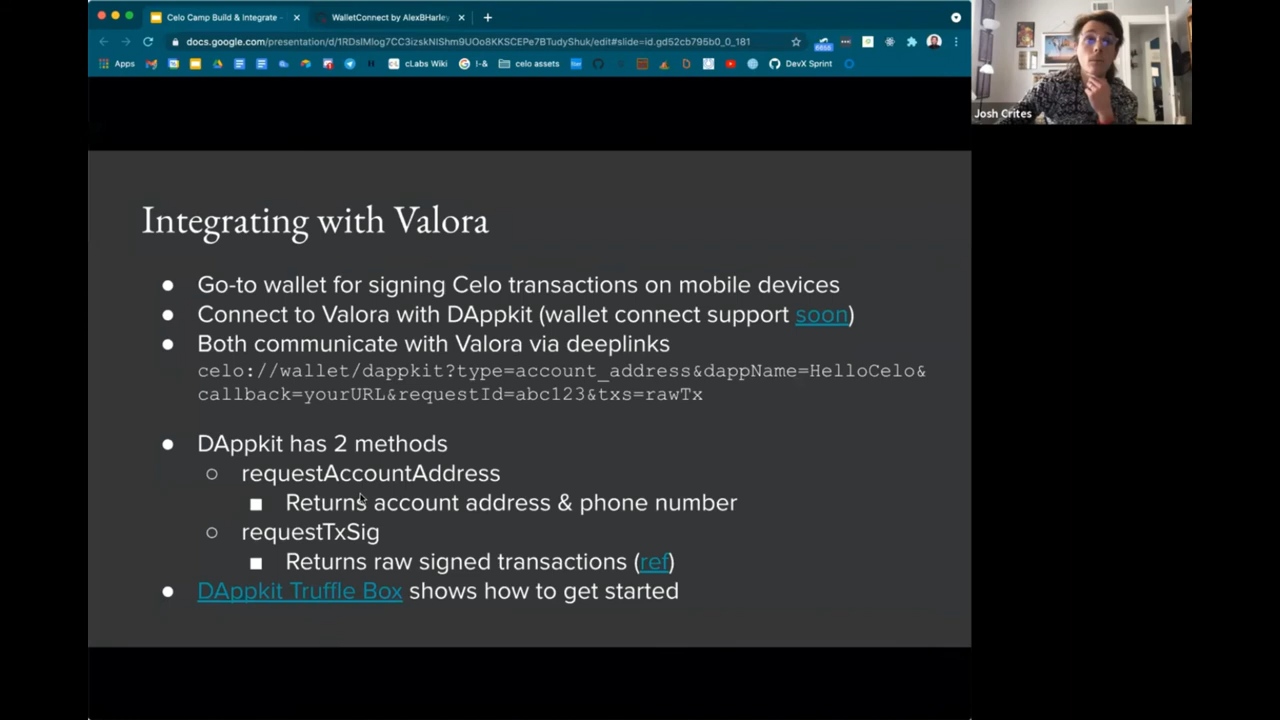 Celo Camp Build & Integrate -
WalletConnect by AlexBHarley
docs.google.com/presentation/d/1RDslMlog7CC3izskNIShm9UOo8KKSCEPe7BTudyShuk/edit#slide=id.gd52cb795b0_0_181
Apps
cLabs Wiki
!-&
celo assets
DevX Sprint
Josh Crites
Integrating with Valora
● Go-to wallet for signing Celo transactions on mobile devices
● Connect to Valora with DAppkit (wallet connect support soon)
● Both communicate with Valora via deeplinks
celo://wallet/dappkit?type=account_address&dappName=HelloCelo&
callback=yourURL&requestId=abc123&txs=rawTx
● DAppkit has 2 methods
○ requestAccountAddress
■ Returns account address & phone number
○ requestTxSig
■ Returns raw signed transactions (ref)
● DAppkit Truffle Box shows how to get started